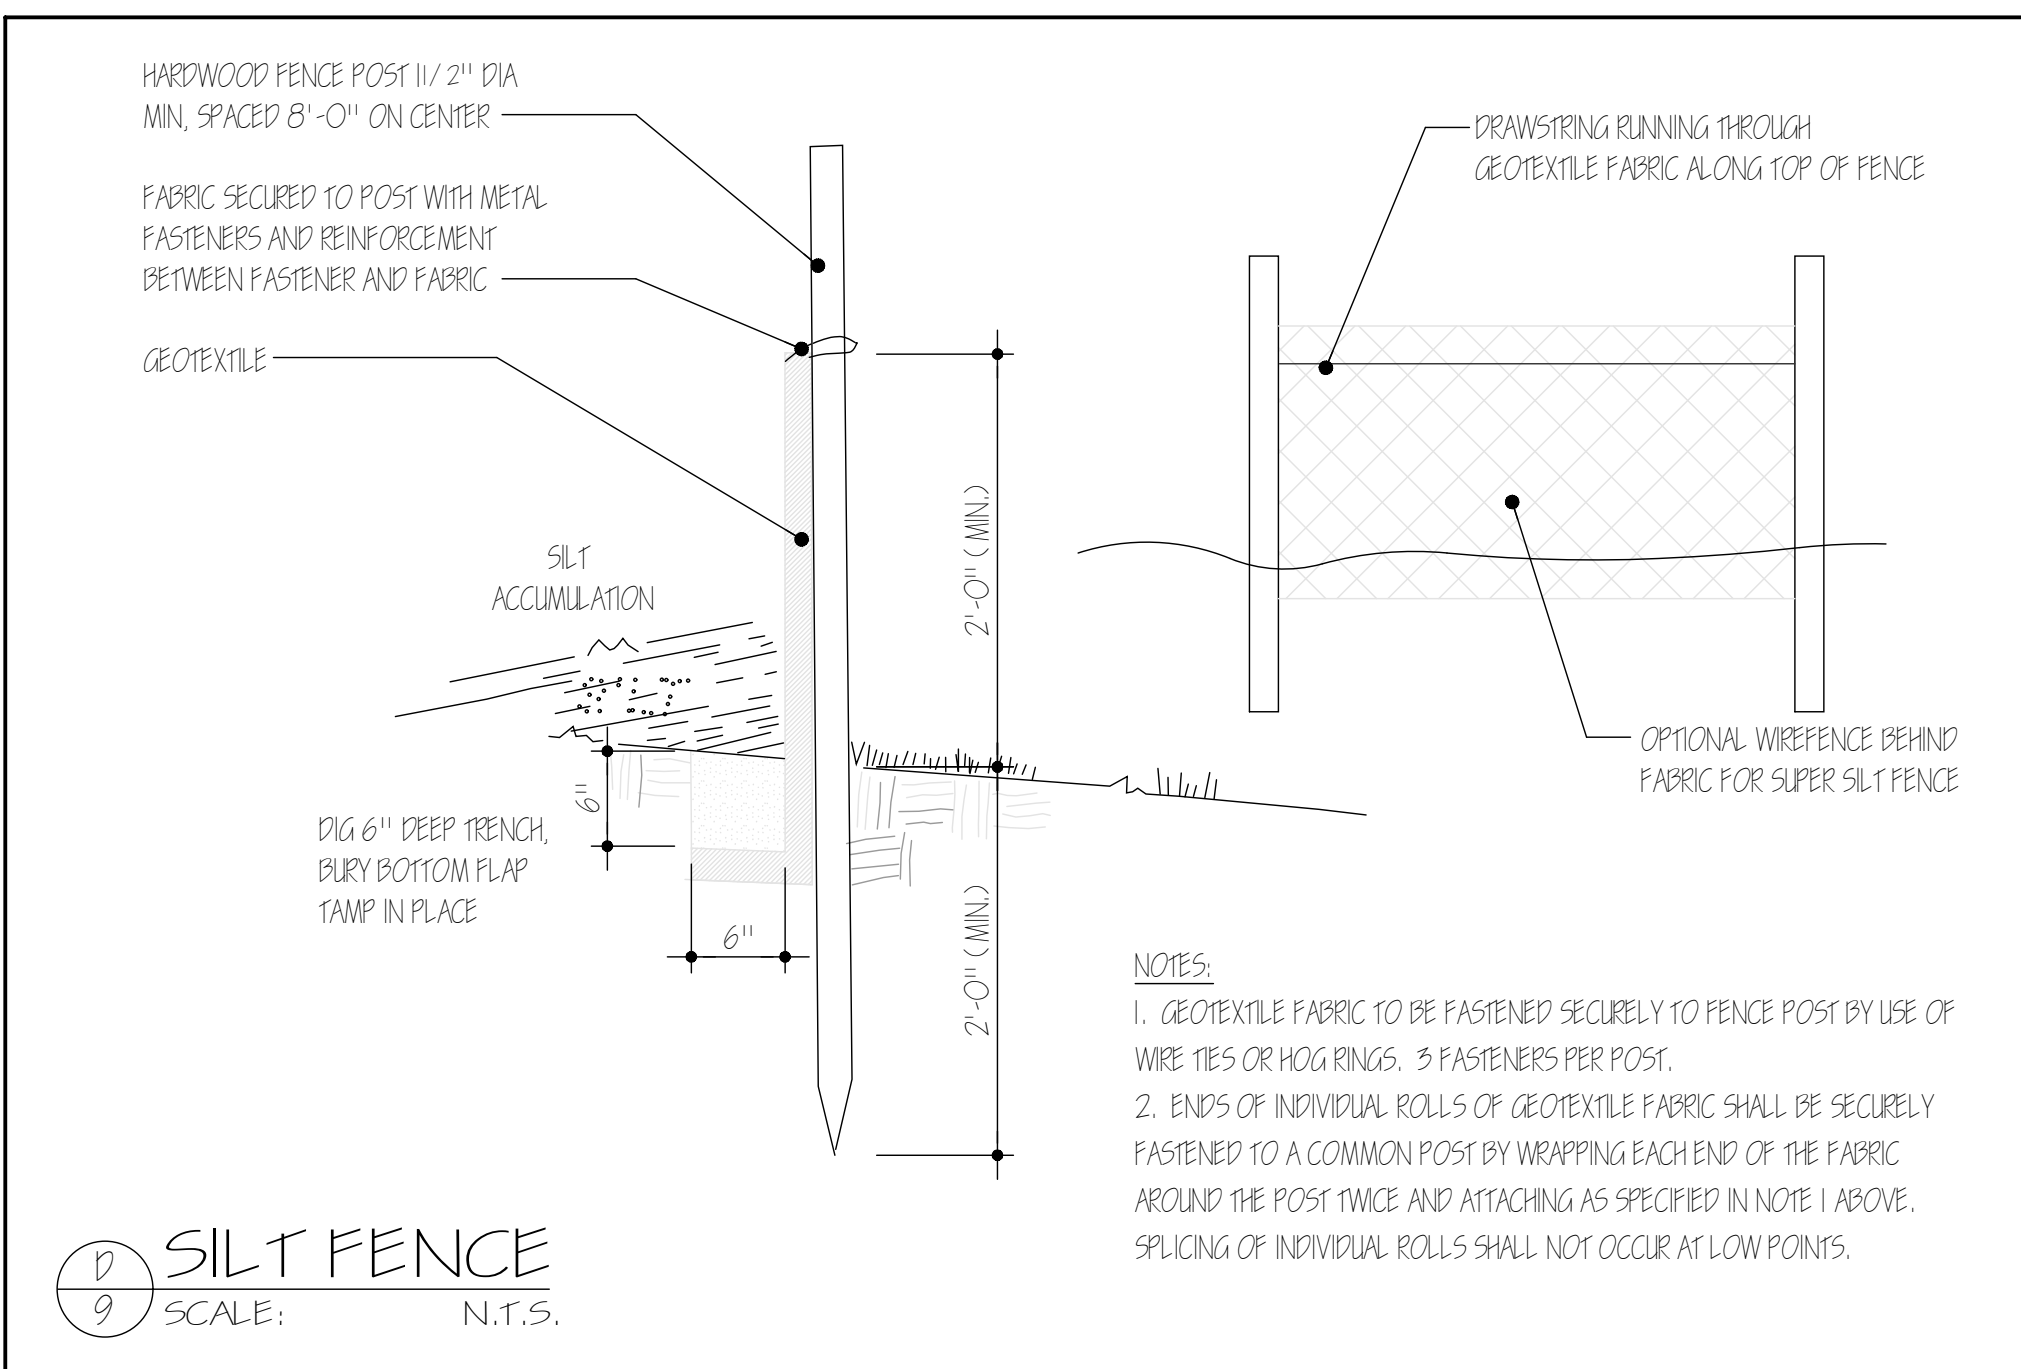 HARDWOOD FENCE POST 11/2" DIA
MIN, SPACED 8'-0" ON CENTER
FABRIC SECURED TO POST WITH METAL
FASTENERS AND REINFORCEMENT
BETWEEN FASTENER AND FABRIC
GEOTEXTILE
SILT
ACCUMULATION
6"
DIG 6" DEEP TRENCH,
BURY BOTTOM FLAP
TAMP IN PLACE
6"
2'-0" (MIN.)
2'-0" (MIN.)
DRAWSTRING RUNNING THROUGH
GEOTEXTILE FABRIC ALONG TOP OF FENCE
OPTIONAL WIREFENCE BEHIND
FABRIC FOR SUPER SILT FENCE
NOTES:
1. GEOTEXTILE FABRIC TO BE FASTENED SECURELY TO FENCE POST BY USE OF
WIRE TIES OR HOG RINGS. 3 FASTENERS PER POST.
2. ENDS OF INDIVIDUAL ROLLS OF GEOTEXTILE FABRIC SHALL BE SECURELY
FASTENED TO A COMMON POST BY WRAPPING EACH END OF THE FABRIC
AROUND THE POST TWICE AND ATTACHING AS SPECIFIED IN NOTE 1 ABOVE.
SPLICING OF INDIVIDUAL ROLLS SHALL NOT OCCUR AT LOW POINTS.
D
9
SILT FENCE
SCALE: N.T.S.